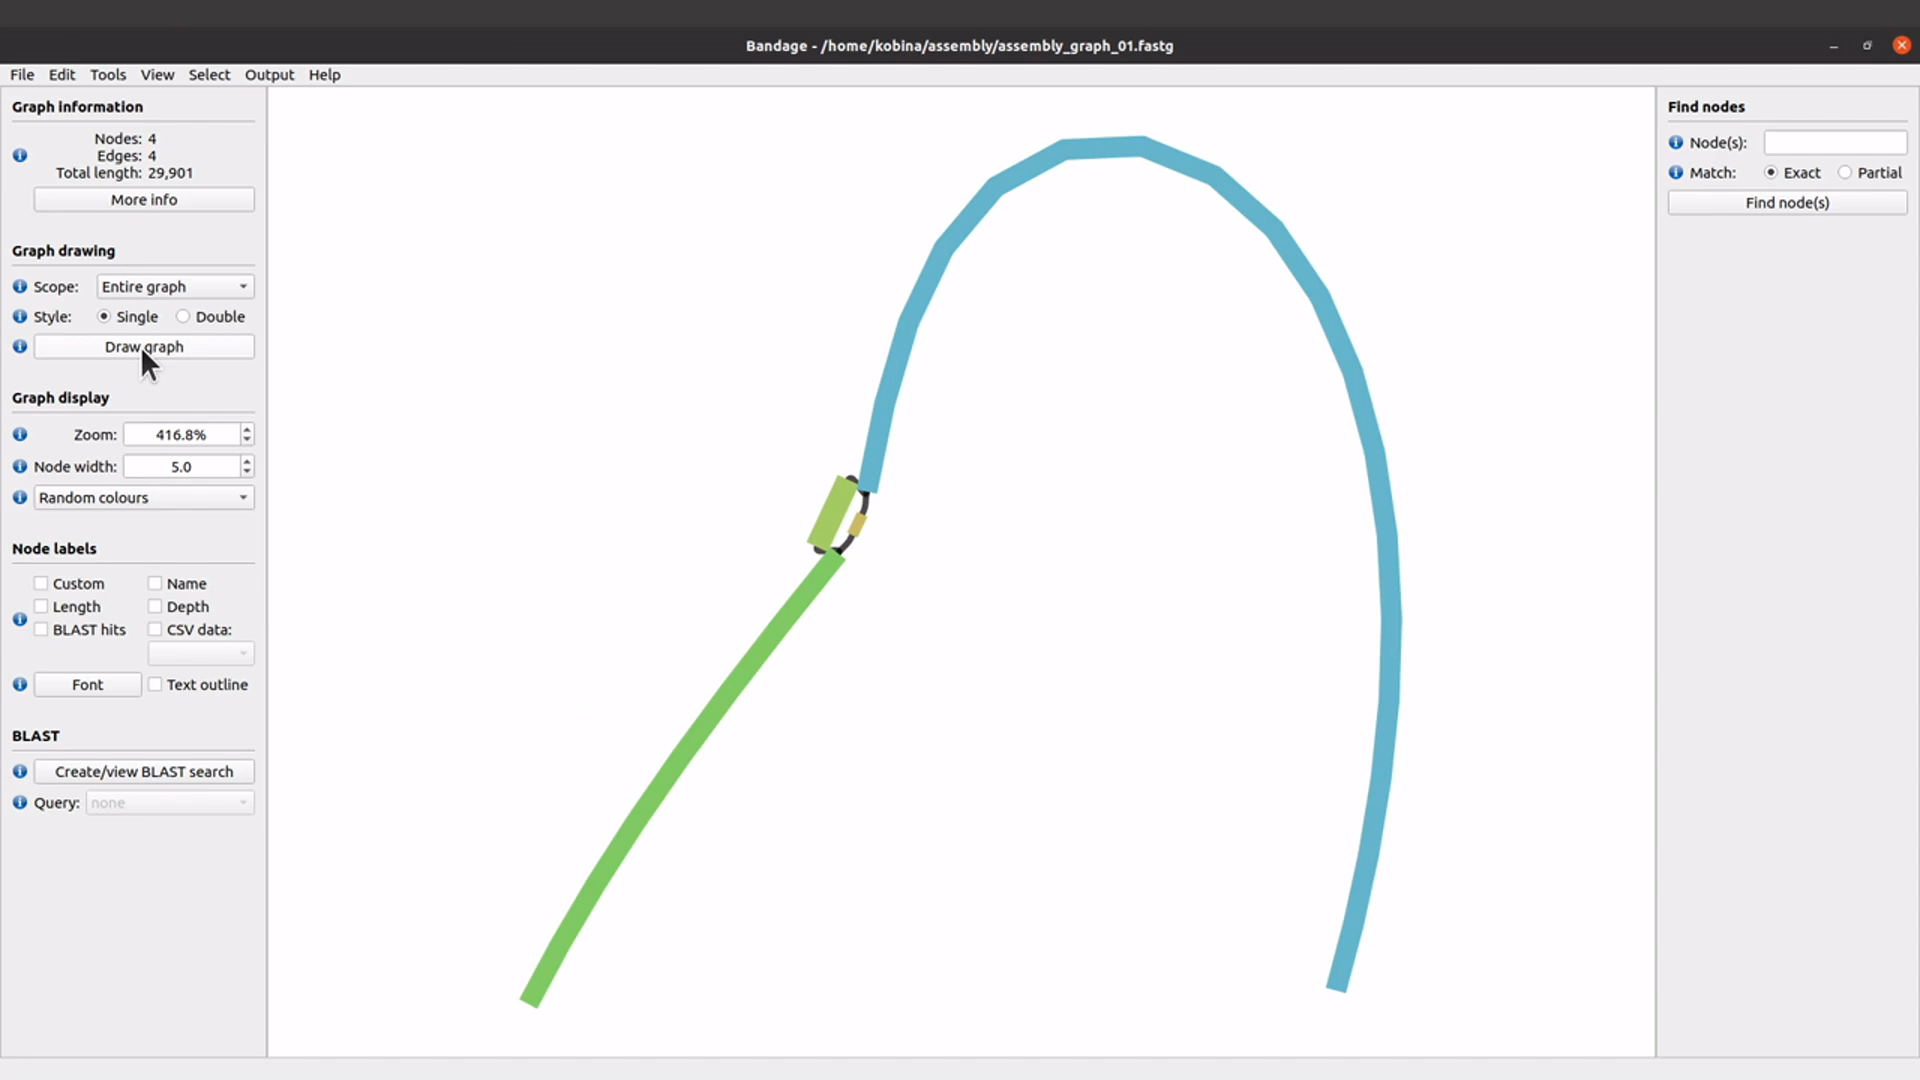 Bandage - /home/kobina/assembly/assembly_graph_01.fastg
File Edit Tools View Select Output Help
Graph information
Nodes: 4
Edges: 4
Total length: 29,901
More info
Graph drawing
Scope: Entire graph
Style: Single Double
Draw graph
Graph display
Zoom: 416.8%
Node width: 5.0
Random colours
Node labels
Custom Name
Length Depth
BLAST hits CSV data:
Font Text outline
BLAST
Create/view BLAST search
Query: none
Find nodes
Node(s):
Match: Exact Partial
Find node(s)